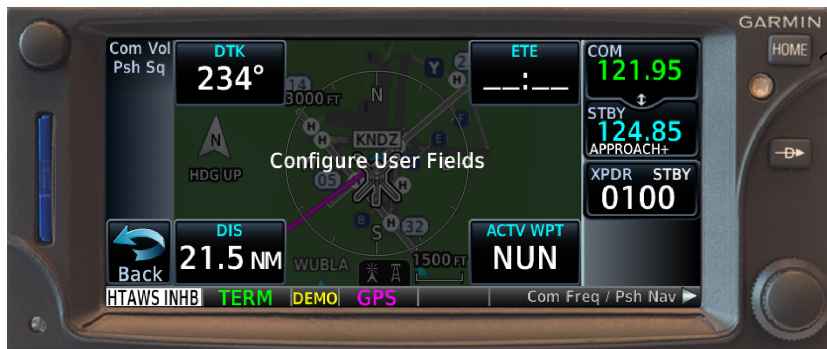 GARMIN
HOME
Com Vol
Psh Sq
DTK
234°
ETE
__:__
COM
121.95
STBY
124.85
APPROACH+
XPDR STBY
0100
14
3000 FT
N
Y
2
H
H
H
N
KNDZ
E
F
HDG UP
Configure User Fields
05
H
H
B
H
32
S
WUBLA
1500 FT
DIS
21.5 NM
ACTV WPT
NUN
Back
D
HTAWS INHB
TERM
DEMO
GPS
Com Freq / Psh Nav